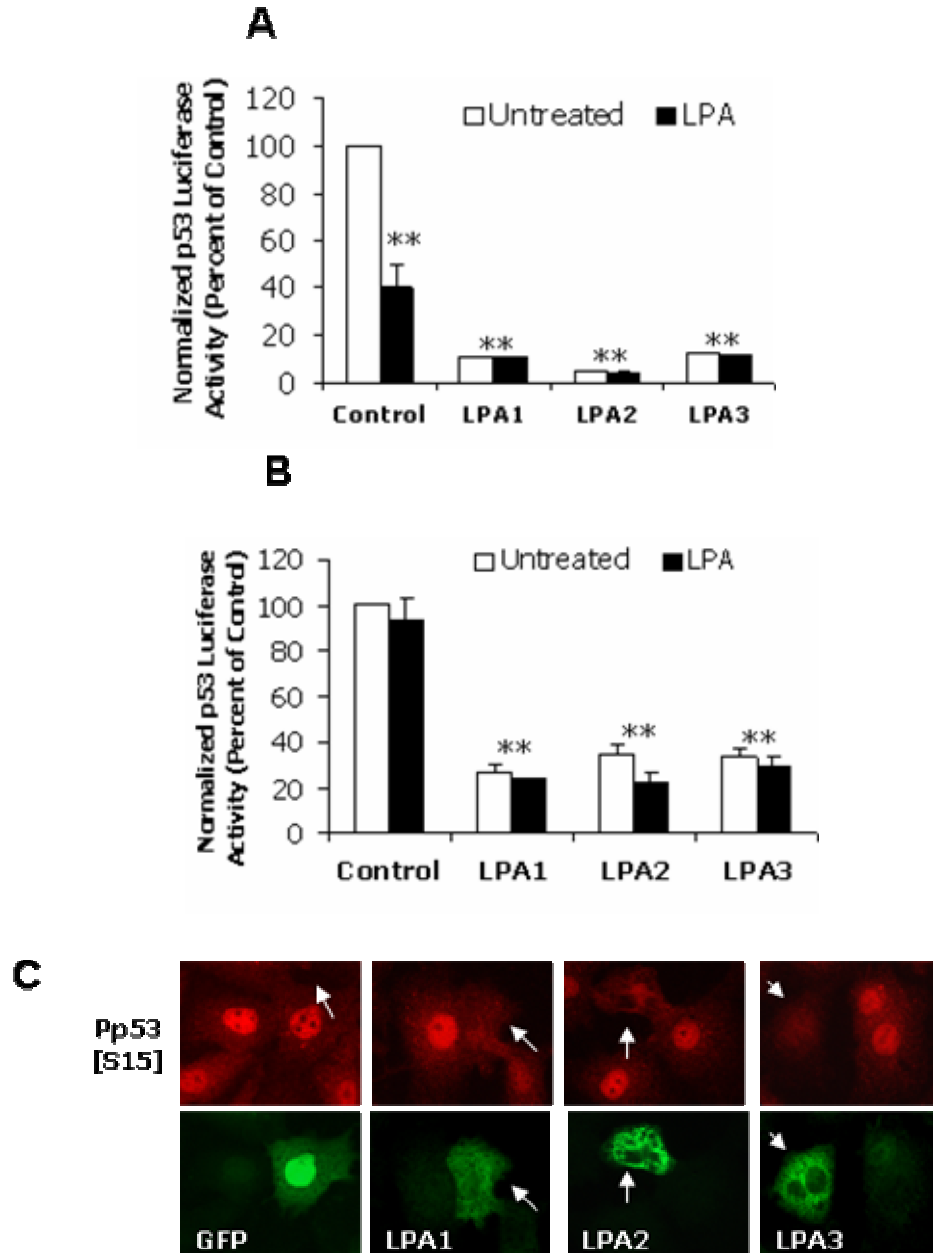 A
Normalized p53 Luciferase
Activity (Percent of Control)
120
100
80
60
40
20
0
Untreated LPA
**
**
**
**
Control LPA1 LPA2 LPA3
B
Normalized p53 Luciferase
Activity (Percent of Control)
120
100
80
60
40
20
0
Untreated LPA
**
**
**
Control LPA1 LPA2 LPA3
C
Pp53
[S15]
GFP LPA1 LPA2 LPA3